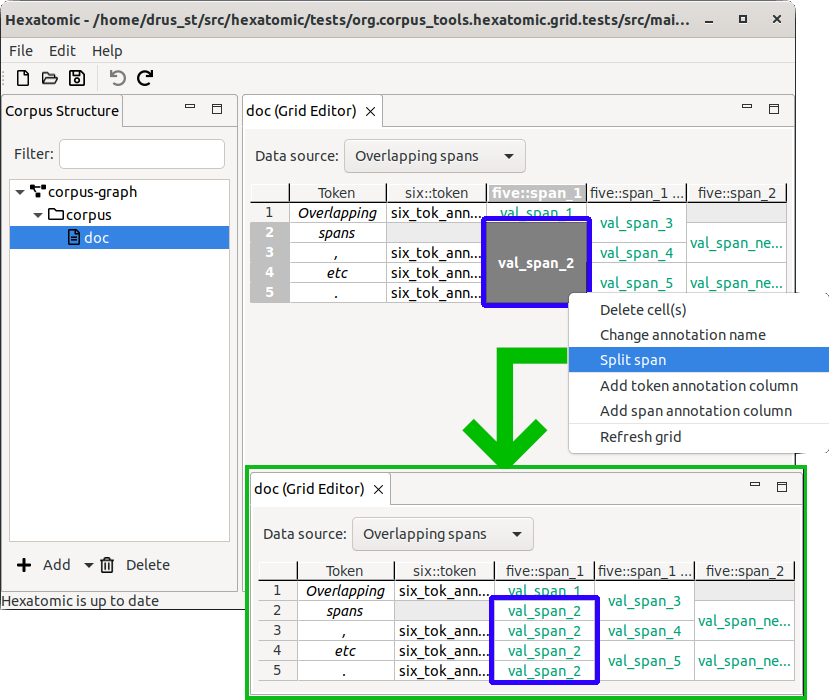 Hexatomic - /home/drus_st/src/hexatomic/tests/org.corpus_tools.hexatomic.grid.tests/src/mai...
File Edit Help
Corpus Structure
Filter:
corpus-graph
corpus
doc
Add Delete
Hexatomic is up to date
doc (Grid Editor)
Data source: Overlapping spans
Token six::token five::span_1 five::span_1 ... five::span_2
1 Overlapping six_tok_ann... val_span_1 val_span_3
2 spans val_span_2 val_span_ne...
3 , six_tok_ann... val_span_4
4 etc six_tok_ann... val_span_5 val_span_ne...
5 . six_tok_ann...
Delete cell(s)
Change annotation name
Split span
Add token annotation column
Add span annotation column
Refresh grid
doc (Grid Editor)
Data source: Overlapping spans
Token six::token five::span_1 five::span_1 ... five::span_2
1 Overlapping six_tok_ann... val_span_1 val_span_3
2 spans val_span_2 val_span_ne...
3 , six_tok_ann... val_span_2 val_span_4
4 etc six_tok_ann... val_span_2 val_span_5 val_span_ne...
5 . six_tok_ann... val_span_2